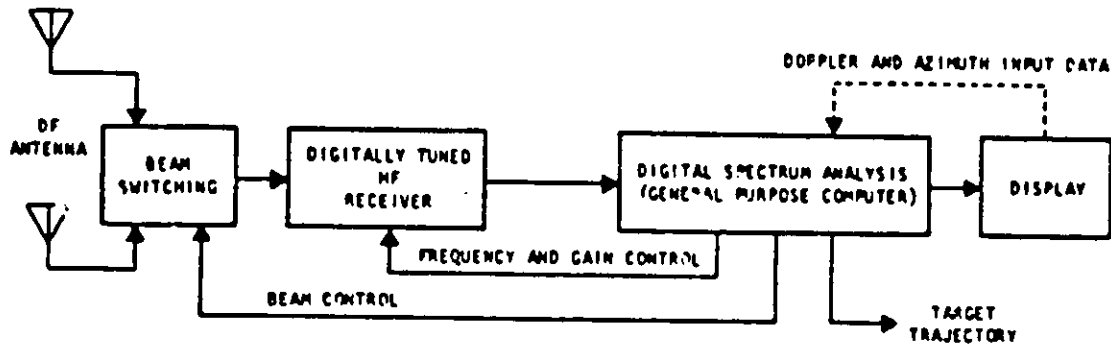 DOPPLER AND AZIMUTH INPUT DATA
DF
ANTENNA
BEAM
SWITCHING
DIGITALLY TUNED
HF
RECEIVER
DIGITAL SPECTRUM ANALYSIS
(GENERAL PURPOSE COMPUTER)
DISPLAY
FREQUENCY AND GAIN CONTROL
BEAM CONTROL
TARGET
TRAJECTORY